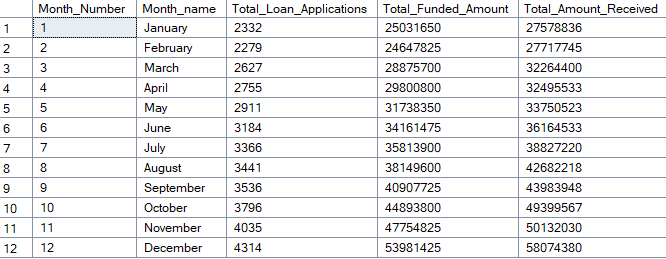 Month_Number Month_name Total_Loan_Applications Total_Funded_Amount Total_Amount_Received
1 1 January 2332 25031650 27578836
2 2 February 2279 24647825 27717745
3 3 March 2627 28875700 32264400
4 4 April 2755 29800800 32495533
5 5 May 2911 31738350 33750523
6 6 June 3184 34161475 36164533
7 7 July 3366 35813900 38827220
8 8 August 3441 38149600 42682218
9 9 September 3536 40907725 43983948
10 10 October 3796 44893800 49399567
11 11 November 4035 47754825 50132030
12 12 December 4314 53981425 58074380